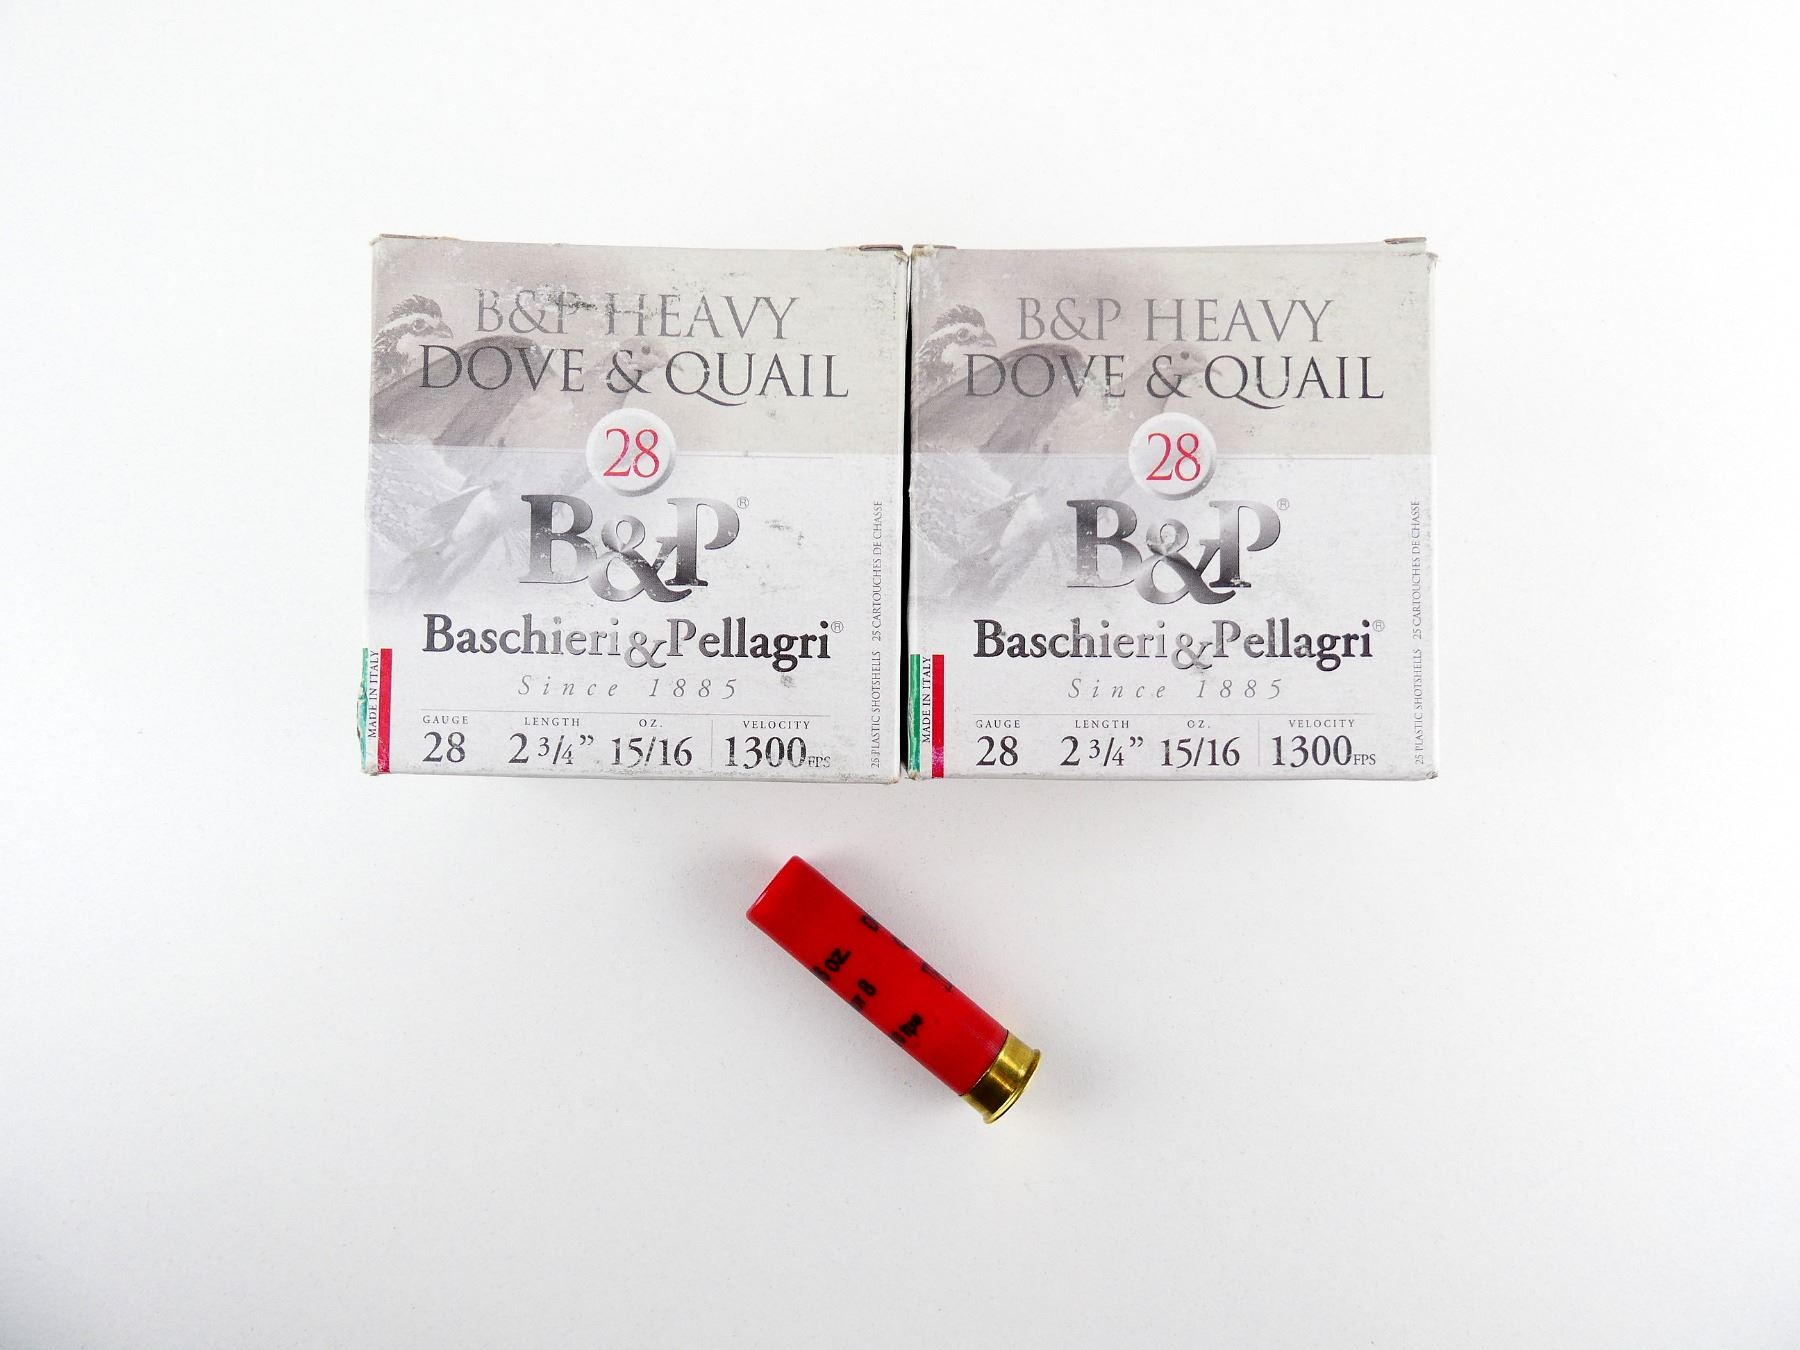 B&P HEAVY
DOVE & QUAIL
28
B&P®
Baschieri&Pellagri®
Since 1885
GAUGE LENGTH OZ. VELOCITY
28 2 3/4” 15/16 1300FPS
MADE IN ITALY
25 PLASTIC SHOTSHELLS 25 CARTOUCHES DE CHASSE
B&P HEAVY
DOVE & QUAIL
28
B&P®
Baschieri&Pellagri®
Since 1885
GAUGE LENGTH OZ. VELOCITY
28 2 3/4” 15/16 1300FPS
MADE IN ITALY
25 PLASTIC SHOTSHELLS 25 CARTOUCHES DE CHASSE
OZ.
8